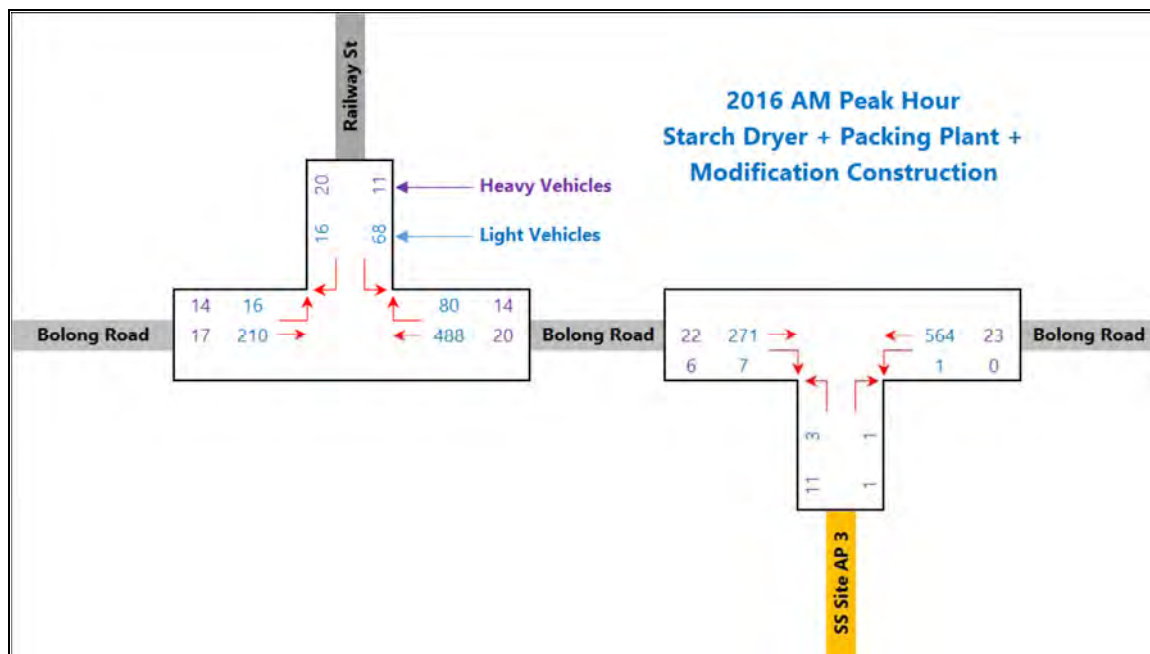 Railway St
2016 AM Peak Hour
Starch Dryer + Packing Plant +
Modification Construction
20 11
Heavy Vehicles
16 68
Light Vehicles
14 16
80 14
Bolong Road
17 210
488 20
Bolong Road
22 271
564 23
Bolong Road
6 7
1 0
3 1
11 1
SS Site AP 3